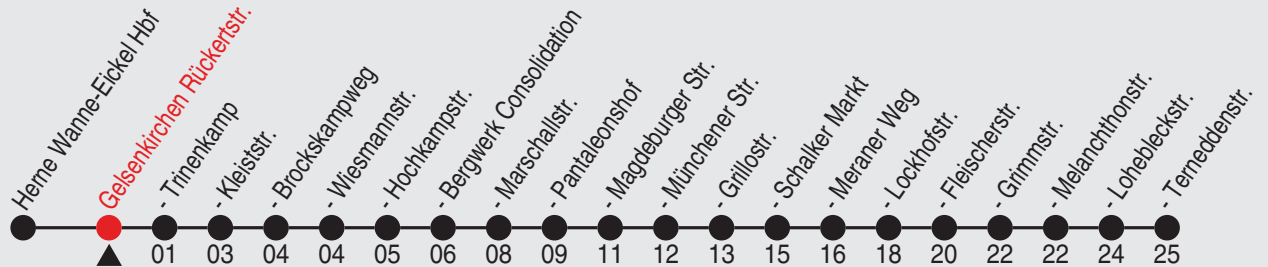 Herne Wanne-Eickel Hbf
Gelsenkirchen Rückertstr.
- Trinenkamp
- Kleiststr.
- Brockskampweg
- Wiesmannstr.
- Hochkampstr.
- Bergwerk Consolidation
- Marschallstr.
- Pantaleonshof
- Magdeburger Str.
- Münchener Str.
- Grillostr.
- Schalker Markt
- Meraner Weg
- Lockhofstr.
- Fleischerstr.
- Grimmstr.
- Melanchthonstr.
- Lohebleckstr.
- Terneddenstr.
01 03 04 04 05 06 08 09 11 12 13 15 16 18 20 22 22 24 25